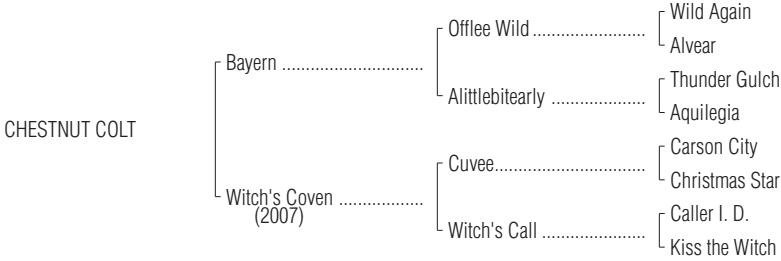 Wild Again
Offlee Wild ........................
Alvear
Bayern ..............................
Thunder Gulch
Alittlebitearly ....................
Aquilegia
CHESTNUT COLT
Carson City
Cuvee................................
Christmas Star
Witch's Coven ..................
(2007)
Caller I. D.
Witch's Call ......................
Kiss the Witch